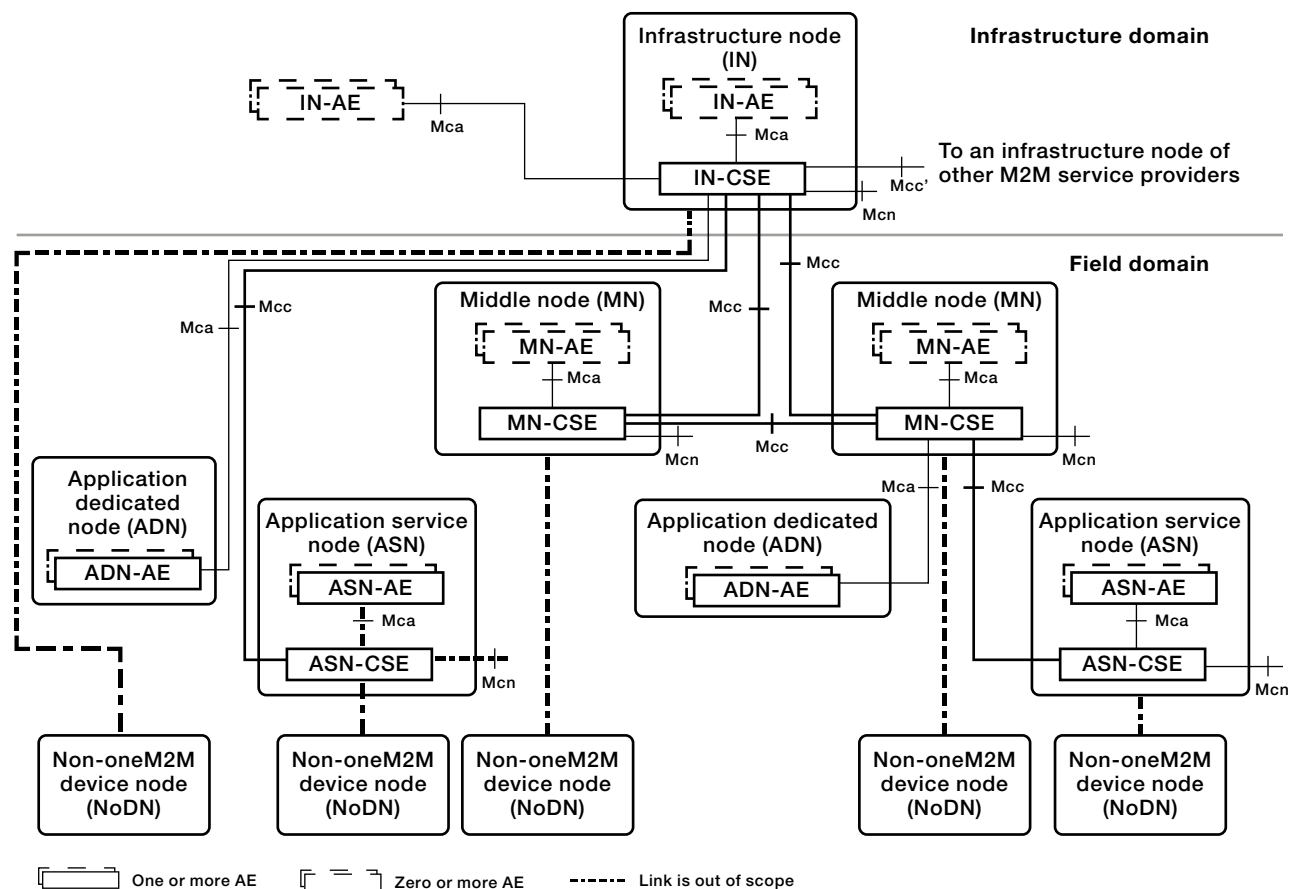 Infrastructure node
(IN)
Infrastructure domain
IN-AE
Mca
IN-AE
Mca
IN-CSE
Mcc’
Mcn
To an infrastructure node of
other M2M service providers
Field domain
Mca
Mcc
Mcc
Mcc
Middle node (MN)
MN-AE
Mca
MN-CSE
Mcn
Mcc
Middle node (MN)
MN-AE
Mca
MN-CSE
Mcn
Mca
Mcc
Application
dedicated
node (ADN)
ADN-AE
Application service
node (ASN)
ASN-AE
Mca
ASN-CSE
Mcn
Application dedicated
node (ADN)
ADN-AE
Application service
node (ASN)
ASN-AE
Mca
ASN-CSE
Mcn
Non-oneM2M
device node
(NoDN)
Non-oneM2M
device node
(NoDN)
Non-oneM2M
device node
(NoDN)
Non-oneM2M
device node
(NoDN)
Non-oneM2M
device node
(NoDN)
One or more AE
Zero or more AE
Link is out of scope